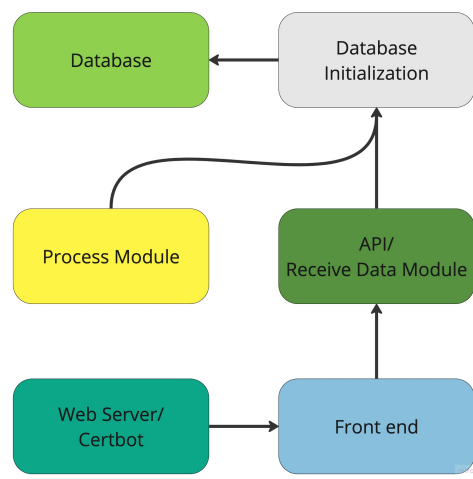 Database
Database
Initialization
Process Module
API/
Receive Data Module
Web Server/
Certbot
Front end